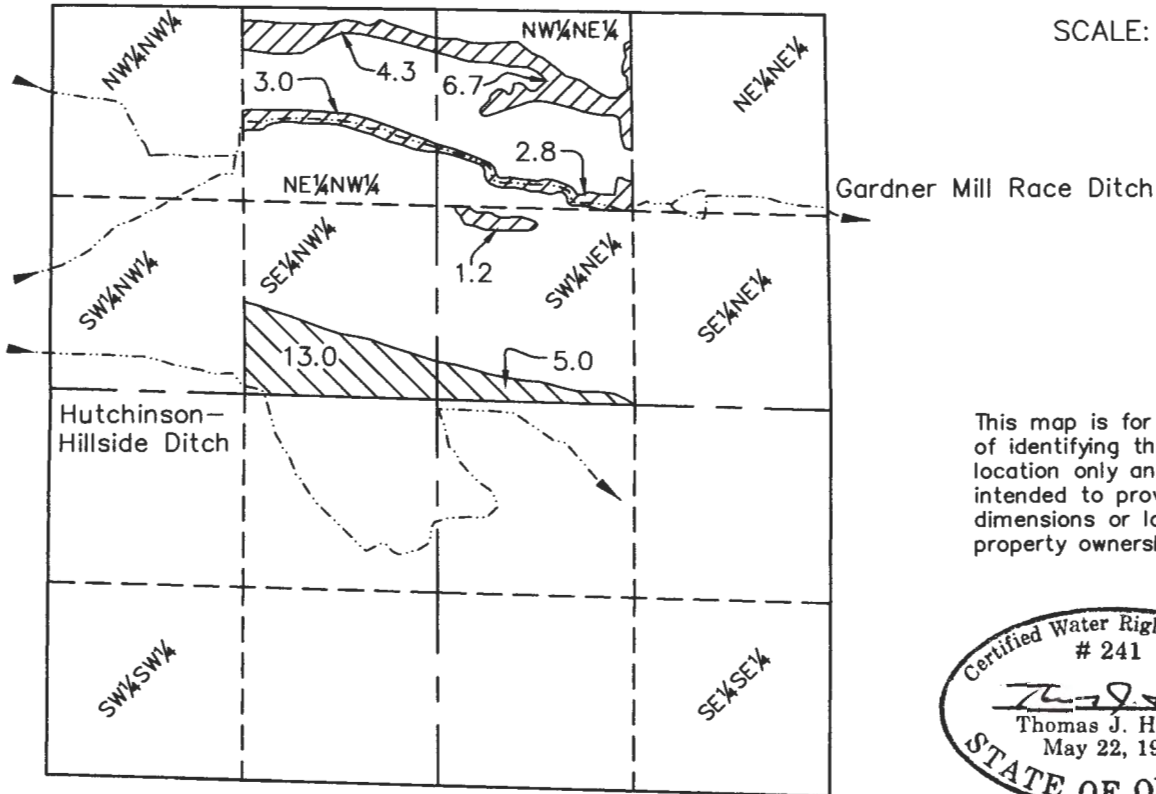 NW¼NW¼
NW¼NE¼
NE¼NE¼
SCALE:
4.3
6.7
3.0
2.8
NE¼NW¼
Gardner Mill Race Ditch
SW¼NW¼
SE¼NW¼
1.2
SW¼NE¼
SE¼NE¼
13.0
5.0
Hutchinson-
Hillside Ditch
This map is for
of identifying th
location only an
intended to prov
dimensions or lo
property owners
SW¼SW¼
SE¼SE¼
Certified Water Rig
# 241
Thomas J. H
May 22, 19
STATE OF O